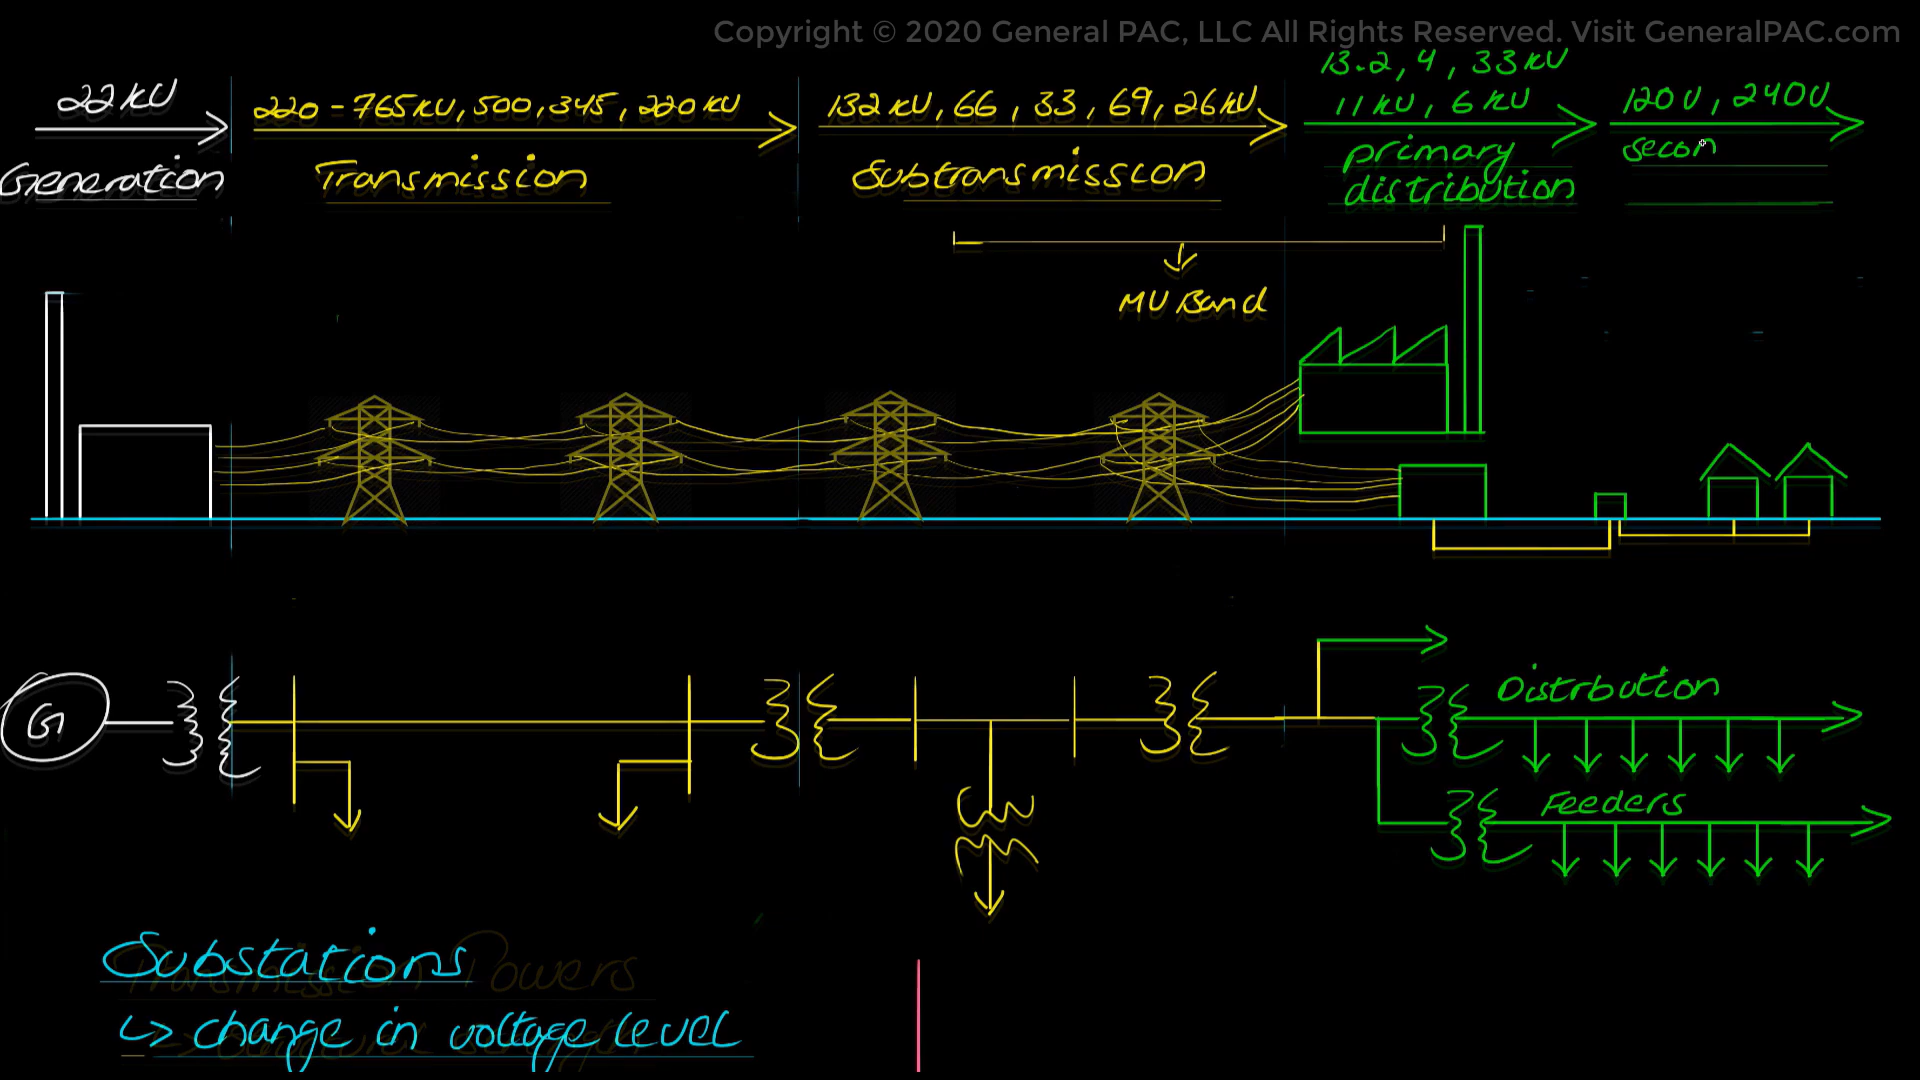 Copyright © 2020 General PAC, LLC All Rights Reserved. Visit GeneralPAC.com
22 kV
220 - 765 kV, 500, 345, 220 kV
132 kV, 66, 33, 69, 26 kV
13.2, 4, 33 kV
11 kV, 6 kV
120 V, 240 V
Generation
Transmission
Subtransmission
primary
distribution
secon
MV Band
G
Distrbution
Feeders
Substations
↳ change in voltage level